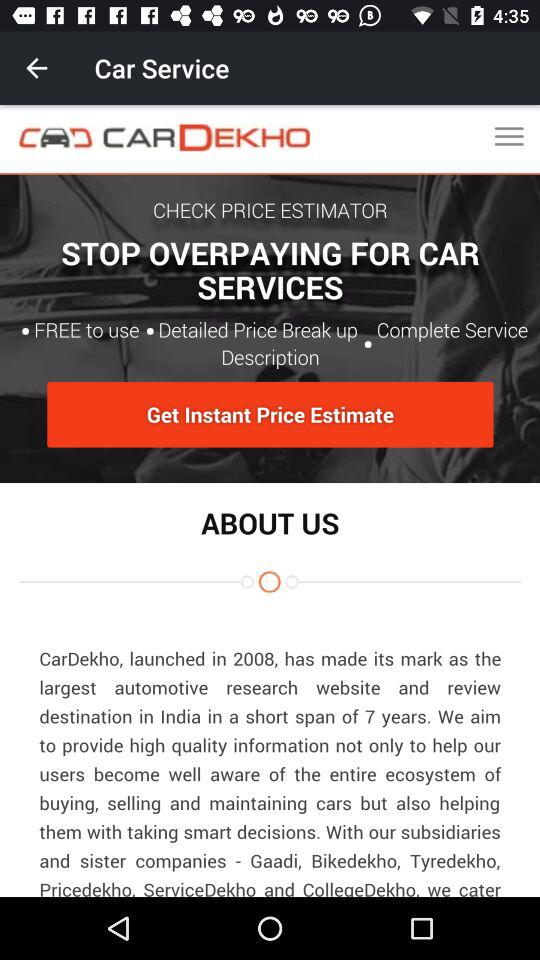 4:35
Car Service
CARDEKHO
CHECK PRICE ESTIMATOR
STOP OVERPAYING FOR CAR
SERVICES
• FREE to use • Detailed Price Break up • Complete Service
Description
Get Instant Price Estimate
ABOUT US
CarDekho, launched in 2008, has made its mark as the
largest automotive research website and review
destination in India in a short span of 7 years. We aim
to provide high quality information not only to help our
users become well aware of the entire ecosystem of
buying, selling and maintaining cars but also helping
them with taking smart decisions. With our subsidiaries
and sister companies - Gaadi, Bikedekho, Tyredekho,
Pricedekho, ServiceDekho and CollegeDekho, we cater